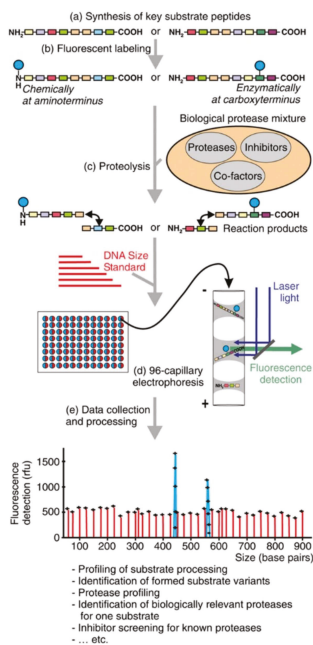 (a) Synthesis of key substrate peptides
NH₂ COOH or NH₂ COOH
(b) Fluorescent labeling
N
H
COOH or NH₂ COOH
Chemically
at aminoterminus
Enzymatically
at carboxyterminus
Biological protease mixture
Proteases
Inhibitors
Co-factors
(c) Proteolysis
N
H
COOH or NH₂ COOH
Reaction products
DNA Size
Standard
-
Laser
light
Fluorescence
detection
NH₂
+
(d) 96-capillary
electrophoresis
(e) Data collection
and processing
Fluorescence
detection (rfu)
1500
1000
500
0
100 200 300 400 500 600 700 800 900
Size (base pairs)
- Profiling of substrate processing
- Identification of formed substrate variants
- Protease profiling
- Identification of biologically relevant proteases
for one substrate
- Inhibitor screening for known proteases
- ... etc.